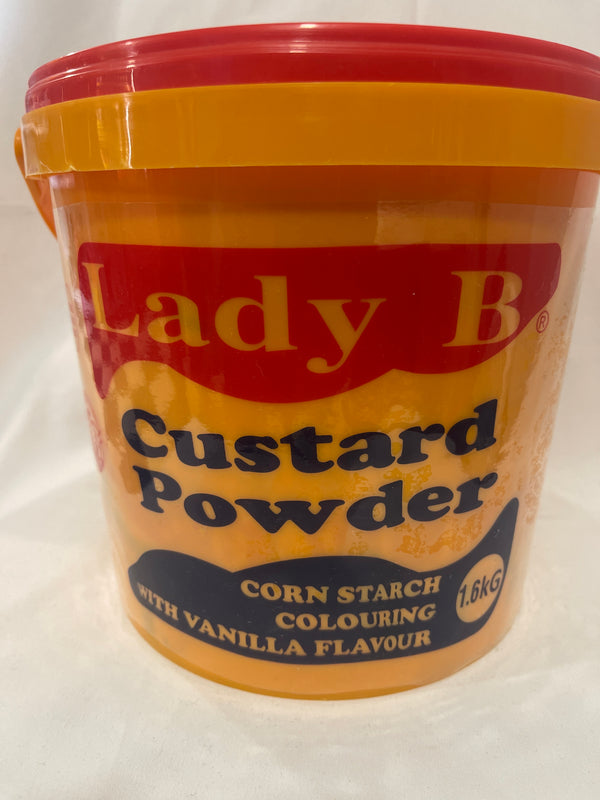 Lady B®
Custard
Powder
CORN STARCH
COLOURING
WITH VANILLA FLAVOUR
1.6KG